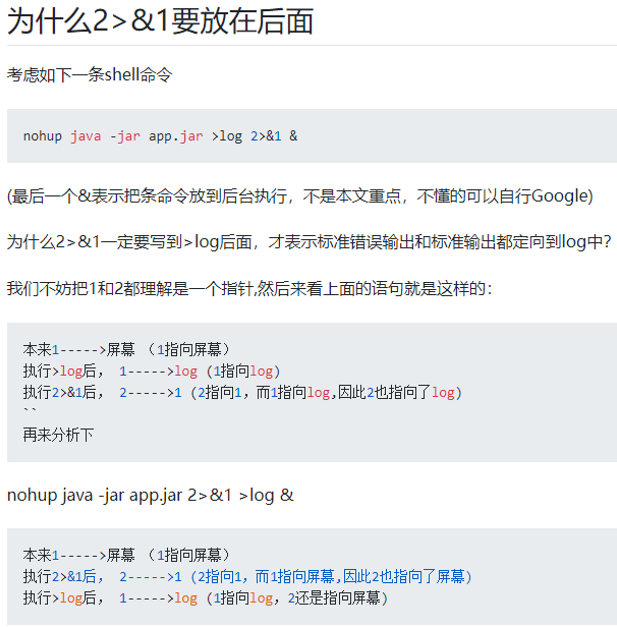 为什么2>&1要放在后面
考虑如下一条shell命令
nohup java -jar app.jar >log 2>&1 &
(最后一个&表示把条命令放到后台执行，不是本文重点，不懂的可以自行Google)
为什么2>&1一定要写到>log后面，才表示标准错误输出和标准输出都定向到log中？
我们不妨把1和2都理解是一个指针,然后来看上面的语句就是这样的：
本来1----->屏幕 （1指向屏幕）
执行>log后， 1----->log (1指向log)
执行2>&1后， 2----->1 (2指向1，而1指向log,因此2也指向了log)
``
再来分析下
nohup java -jar app.jar 2>&1 >log &
本来1----->屏幕 （1指向屏幕）
执行2>&1后， 2----->1 (2指向1，而1指向屏幕,因此2也指向了屏幕)
执行>log后， 1----->log (1指向log，2还是指向屏幕)